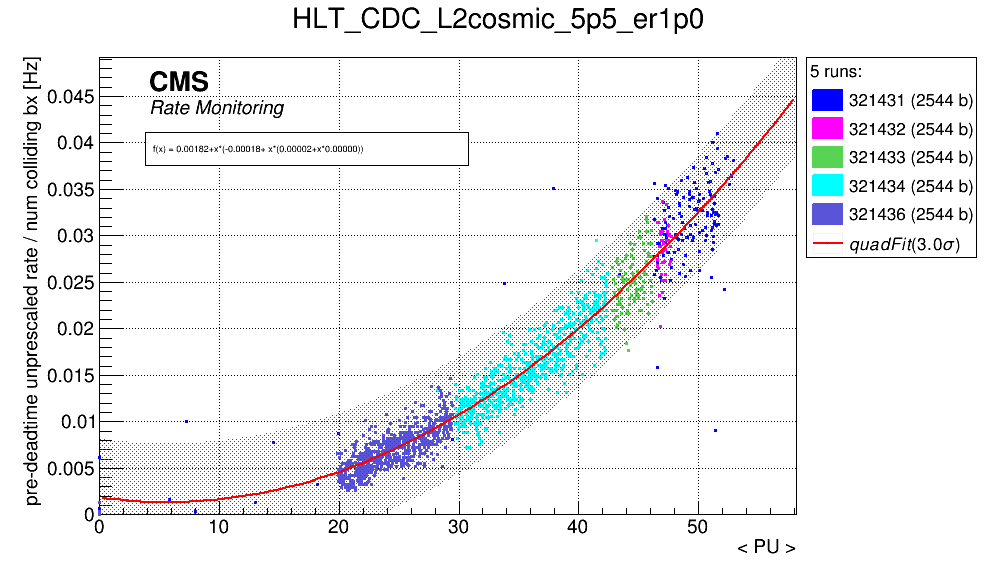 HLT_CDC_L2cosmic_5p5_er1p0
pre-deadtime unprescaled rate / num colliding bx [Hz]
CMS
Rate Monitoring
f(x) = 0.00182+x*(-0.00018+ x*(0.00002+x*0.00000))
0.045
0.04
0.035
0.03
0.025
0.02
0.015
0.01
0.005
0
0 10 20 30 40 50
< PU >
5 runs:
321431 (2544 b)
321432 (2544 b)
321433 (2544 b)
321434 (2544 b)
321436 (2544 b)
quadFit(3.0σ)